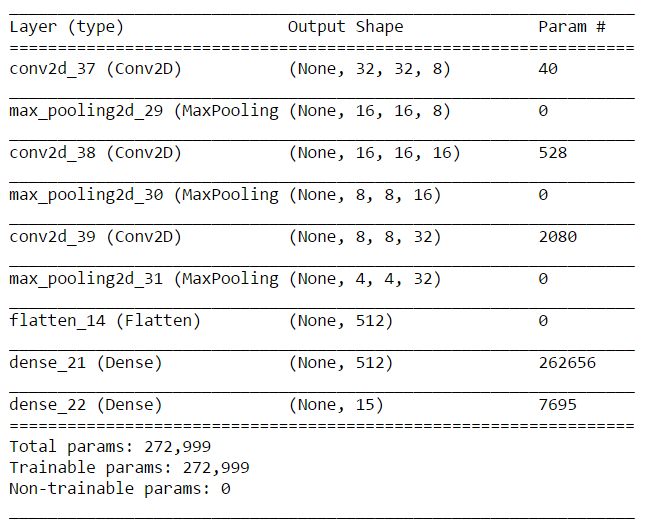 _________________________________________________________________
Layer (type)                 Output Shape              Param #
=================================================================
conv2d_37 (Conv2D)           (None, 32, 32, 8)         40
_________________________________________________________________
max_pooling2d_29 (MaxPooling (None, 16, 16, 8)         0
_________________________________________________________________
conv2d_38 (Conv2D)           (None, 16, 16, 16)        528
_________________________________________________________________
max_pooling2d_30 (MaxPooling (None, 8, 8, 16)          0
_________________________________________________________________
conv2d_39 (Conv2D)           (None, 8, 8, 32)          2080
_________________________________________________________________
max_pooling2d_31 (MaxPooling (None, 4, 4, 32)          0
_________________________________________________________________
flatten_14 (Flatten)         (None, 512)               0
_________________________________________________________________
dense_21 (Dense)             (None, 512)               262656
_________________________________________________________________
dense_22 (Dense)             (None, 15)                7695
=================================================================
Total params: 272,999
Trainable params: 272,999
Non-trainable params: 0
_________________________________________________________________